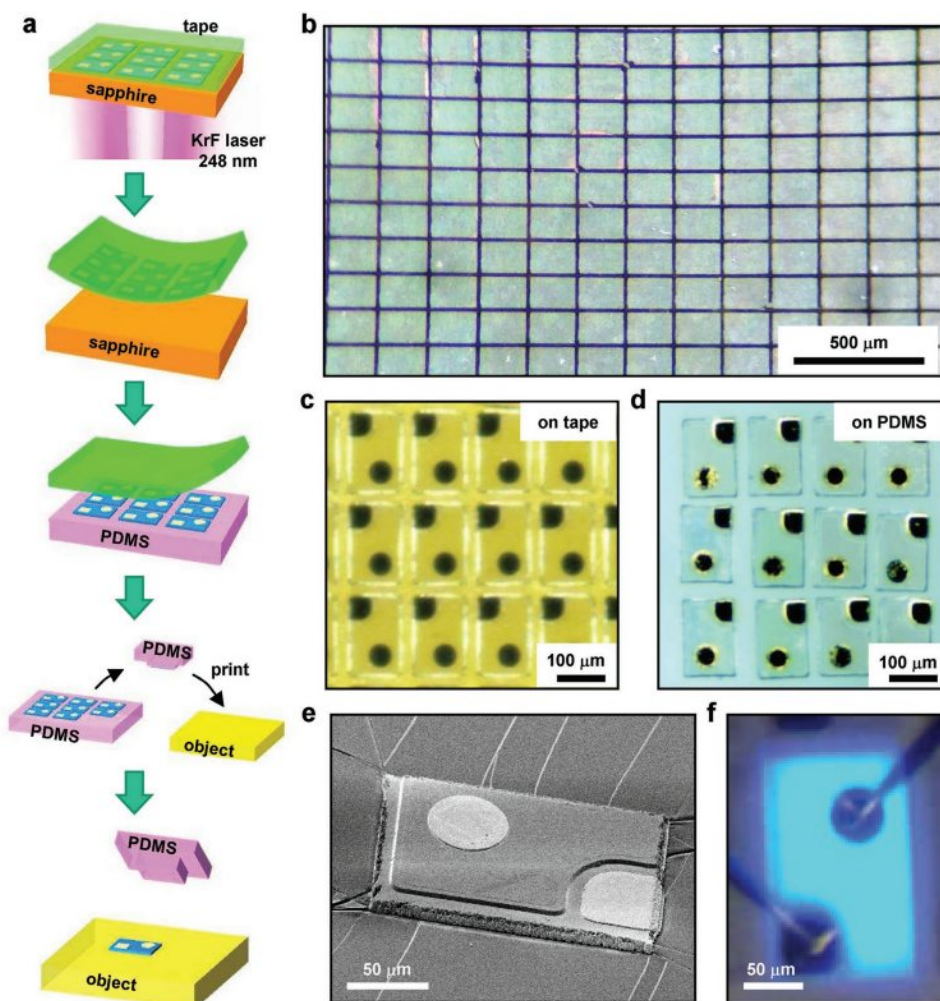 a
tape
sapphire
KrF laser
248 nm
sapphire
PDMS
PDMS
print
PDMS
object
PDMS
object
b
500 μm
c
on tape
100 μm
d
on PDMS
100 μm
e
50 μm
f
50 μm